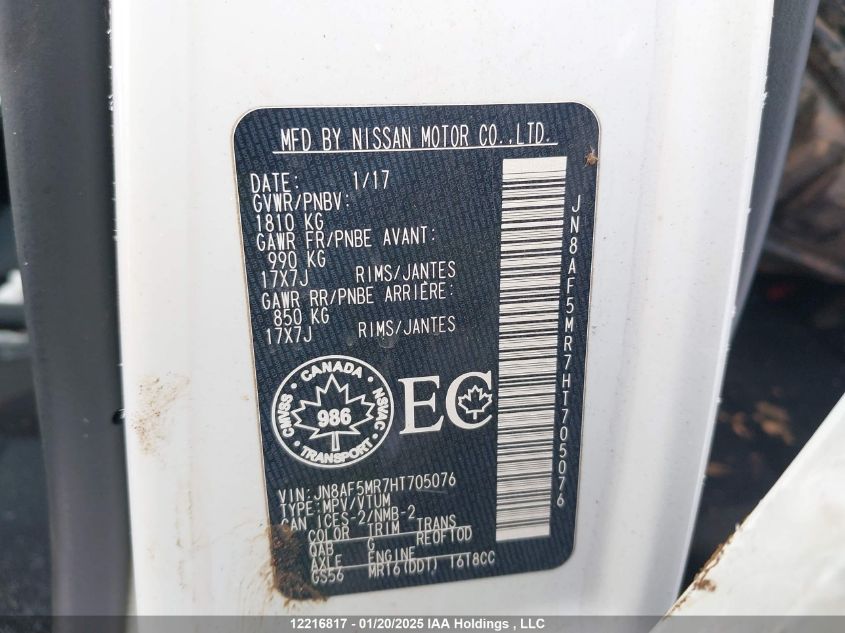 MFD BY NISSAN MOTOR CO.,LTD.
DATE: 1/17
GVWR/PNBV:
1810 KG
GAWR FR/PNBE AVANT:
990 KG
17X7J RIMS/JANTES
GAWR RR/PNBE ARRIÈRE:
850 KG
17X7J RIMS/JANTES
CANADA
CMVSS 986 NSVAC
TRANSPORT
EC
VIN:JN8AF5MR7HT705076
TYPE:MPV/VTUM
CAN ICES-2/NMB-2
COLOR TRIM TRANS
QAB G RE0F10D
AXLE ENGINE
GS56 MR16(DDT) 16T8CC
JN8AF5MR7HT705076
12216817 - 01/20/2025 IAA Holdings , LLC